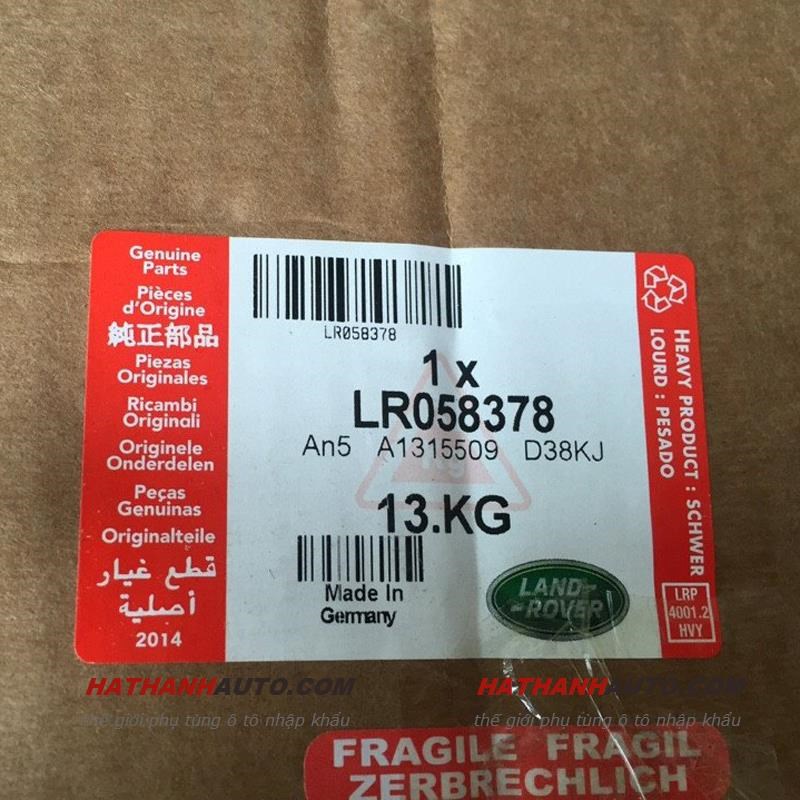 Genuine
Parts
Pièces
d'Origine
純正部品
Piezas
Originales
Ricambi
Originali
Originele
Onderdelen
Peças
Genuinas
Originalteile
قطع غيار
أصلية
2014
LR058378
1 x
LR058378
An5 A1315509 D38KJ
Kg
13.KG
Made In
Germany
LAND-
-ROVER
HEAVY PRODUCT : SCHWER
LOURD : PESADO
LRP
4001.2
HVY
HATHANHAUTO.COM
thế giới phụ tùng ô tô nhập khẩu
HATHANHAUTO.COM
thế giới phụ tùng ô tô nhập khẩu
FRAGILE FRAGIL
ZERBRECHLICH